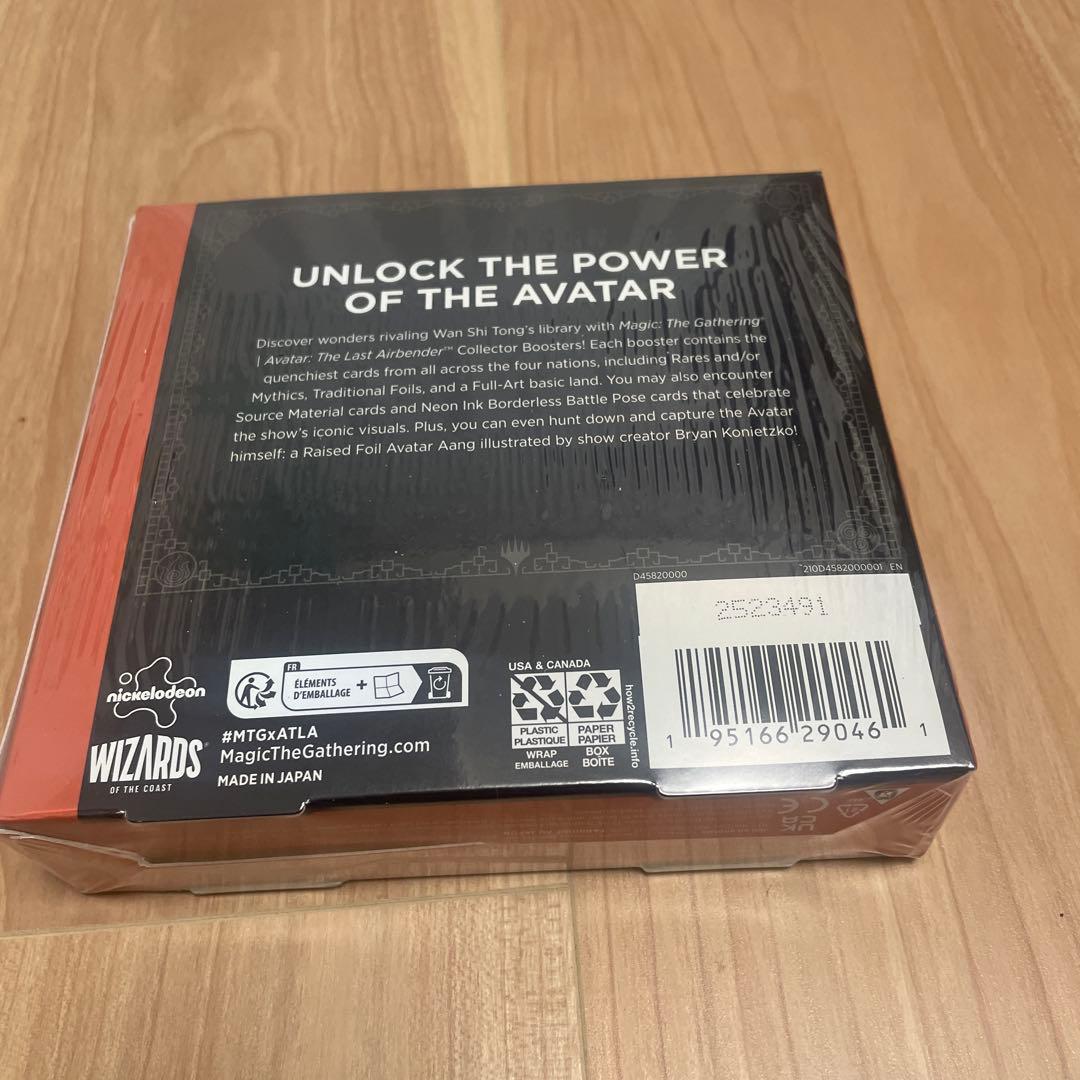 UNLOCK THE POWER
OF THE AVATAR
Discover wonders rivaling Wan Shi Tong's library with Magic: The Gathering®
| Avatar: The Last Airbender™ Collector Boosters! Each booster contains the
quenchiest cards from all across the four nations, including Rares and/or
Mythics, Traditional Foils, and a Full-Art basic land. You may also encounter
Source Material cards and Neon Ink Borderless Battle Pose cards that celebrate
the show's iconic visuals. Plus, you can even hunt down and capture the Avatar
himself: a Raised Foil Avatar Aang illustrated by show creator Bryan Konietzko!
D45820000
210D4582000001 EN
2523491
1 95166 29046 1
nickelodeon
WIZARDS®
OF THE COAST
FR
ÉLÉMENTS
D'EMBALLAGE +
#MTGxATLA
MagicTheGathering.com
MADE IN JAPAN
USA & CANADA
PLASTIC
PLASTIQUE
WRAP
EMBALLAGE
PAPER
PAPIER
BOX
BOÎTE
how2recycle.info
CE
UK
CA